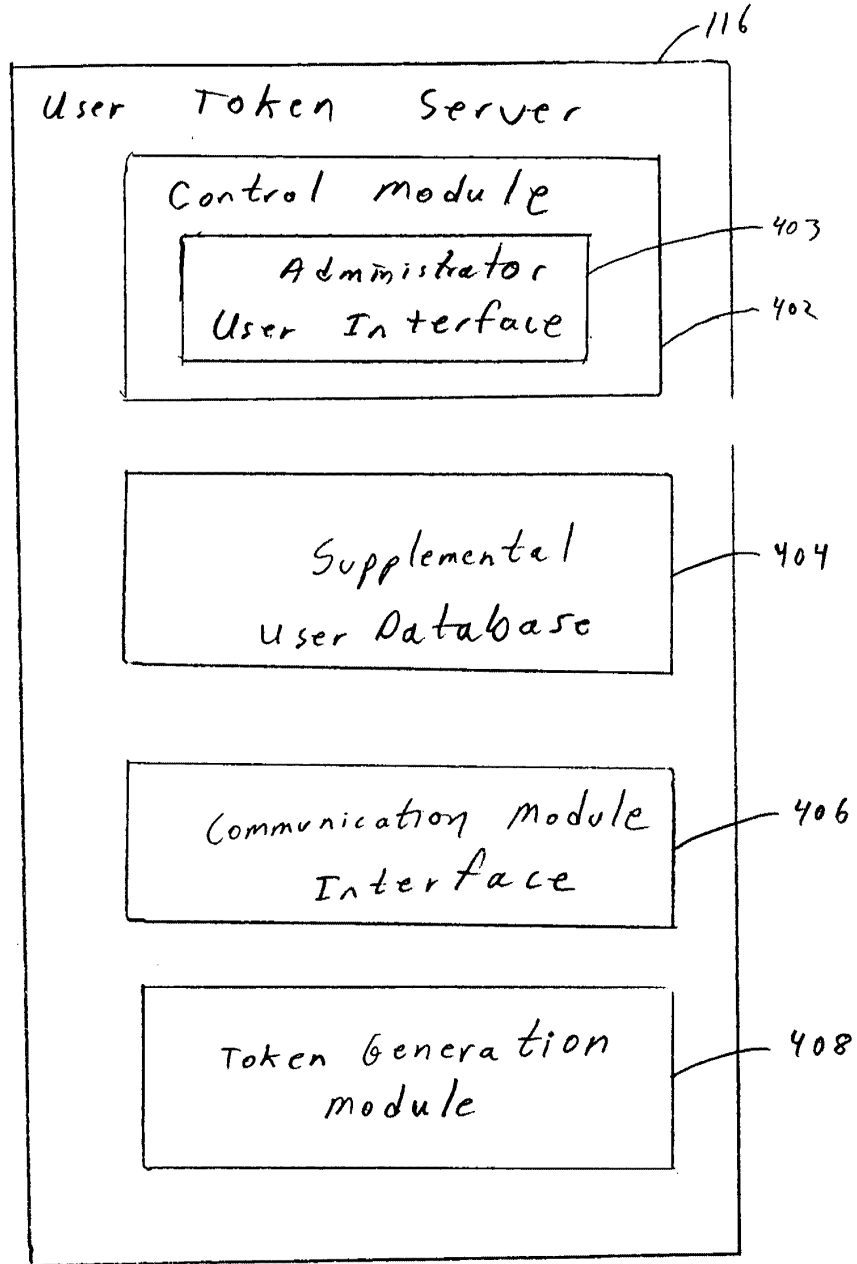 116
User Token Server
Control Module
Administrator
User Interface
403
402
Supplemental
User Database
404
Communication Module
Interface
406
Token Generation
Module
408